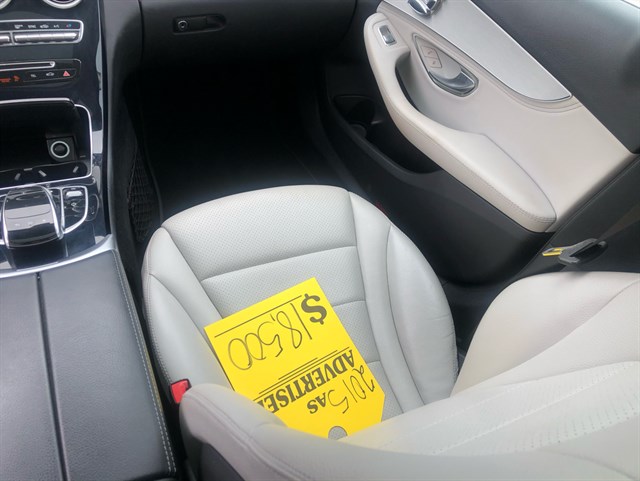 2015
AS
ADVERTISED
$
18,500